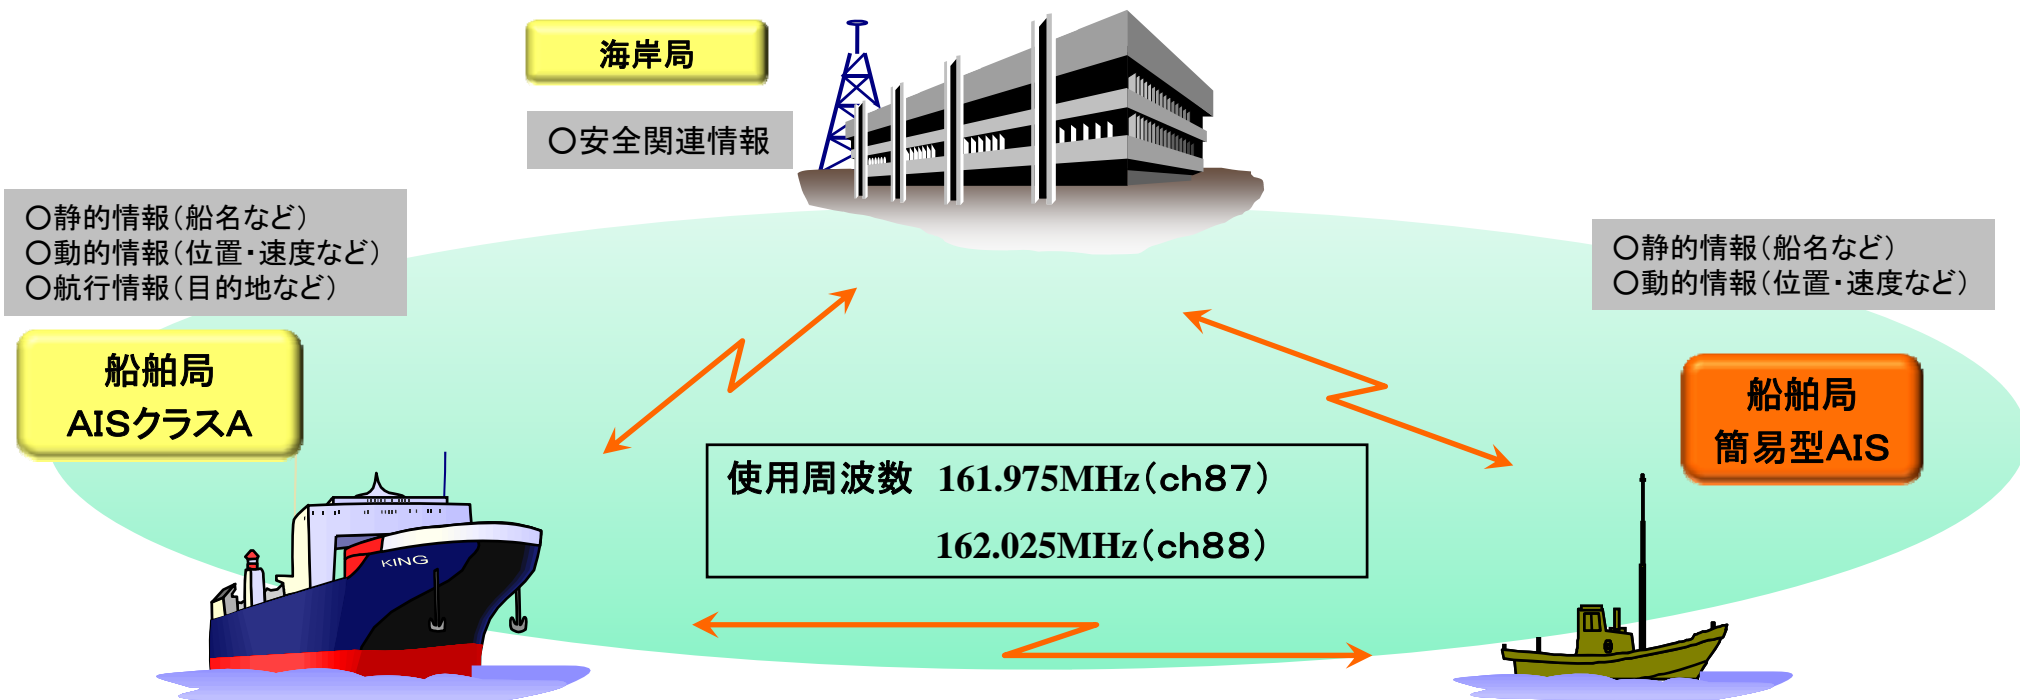 海岸局
○安全関連情報
○静的情報(船名など)
○動的情報(位置・速度など)
○航行情報(目的地など)
船舶局
AISクラスA
○静的情報(船名など)
○動的情報(位置・速度など)
船舶局
簡易型AIS
使用周波数 161.975MHz(ch87)
162.025MHz(ch88)
KING